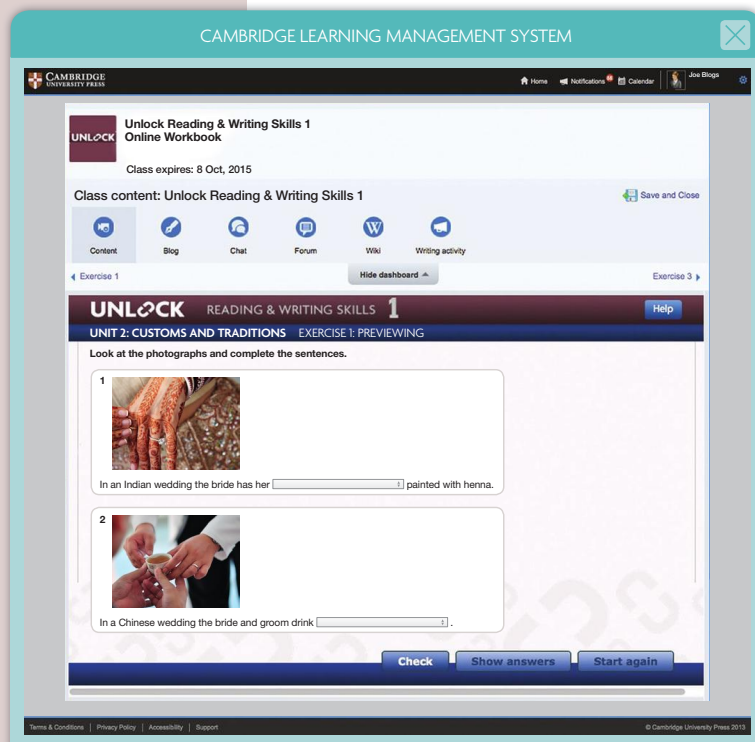 CAMBRIDGE LEARNING MANAGEMENT SYSTEM
CAMBRIDGE
UNIVERSITY PRESS
Home Notifications Calendar Joe Blogs
UNLOCK
Unlock Reading & Writing Skills 1
Online Workbook
Class expires: 8 Oct, 2015
Class content: Unlock Reading & Writing Skills 1
Save and Close
Content Blog Chat Forum Wiki Writing activity
Exercise 1 Hide dashboard Exercise 3
UNLOCK READING & WRITING SKILLS 1 Help
UNIT 2: CUSTOMS AND TRADITIONS EXERCISE 1: PREVIEWING
Look at the photographs and complete the sentences.
1
In an Indian wedding the bride has her painted with henna.
2
In a Chinese wedding the bride and groom drink .
Check Show answers Start again
Terms & Conditions | Privacy Policy | Accessibility | Support © Cambridge University Press 2013